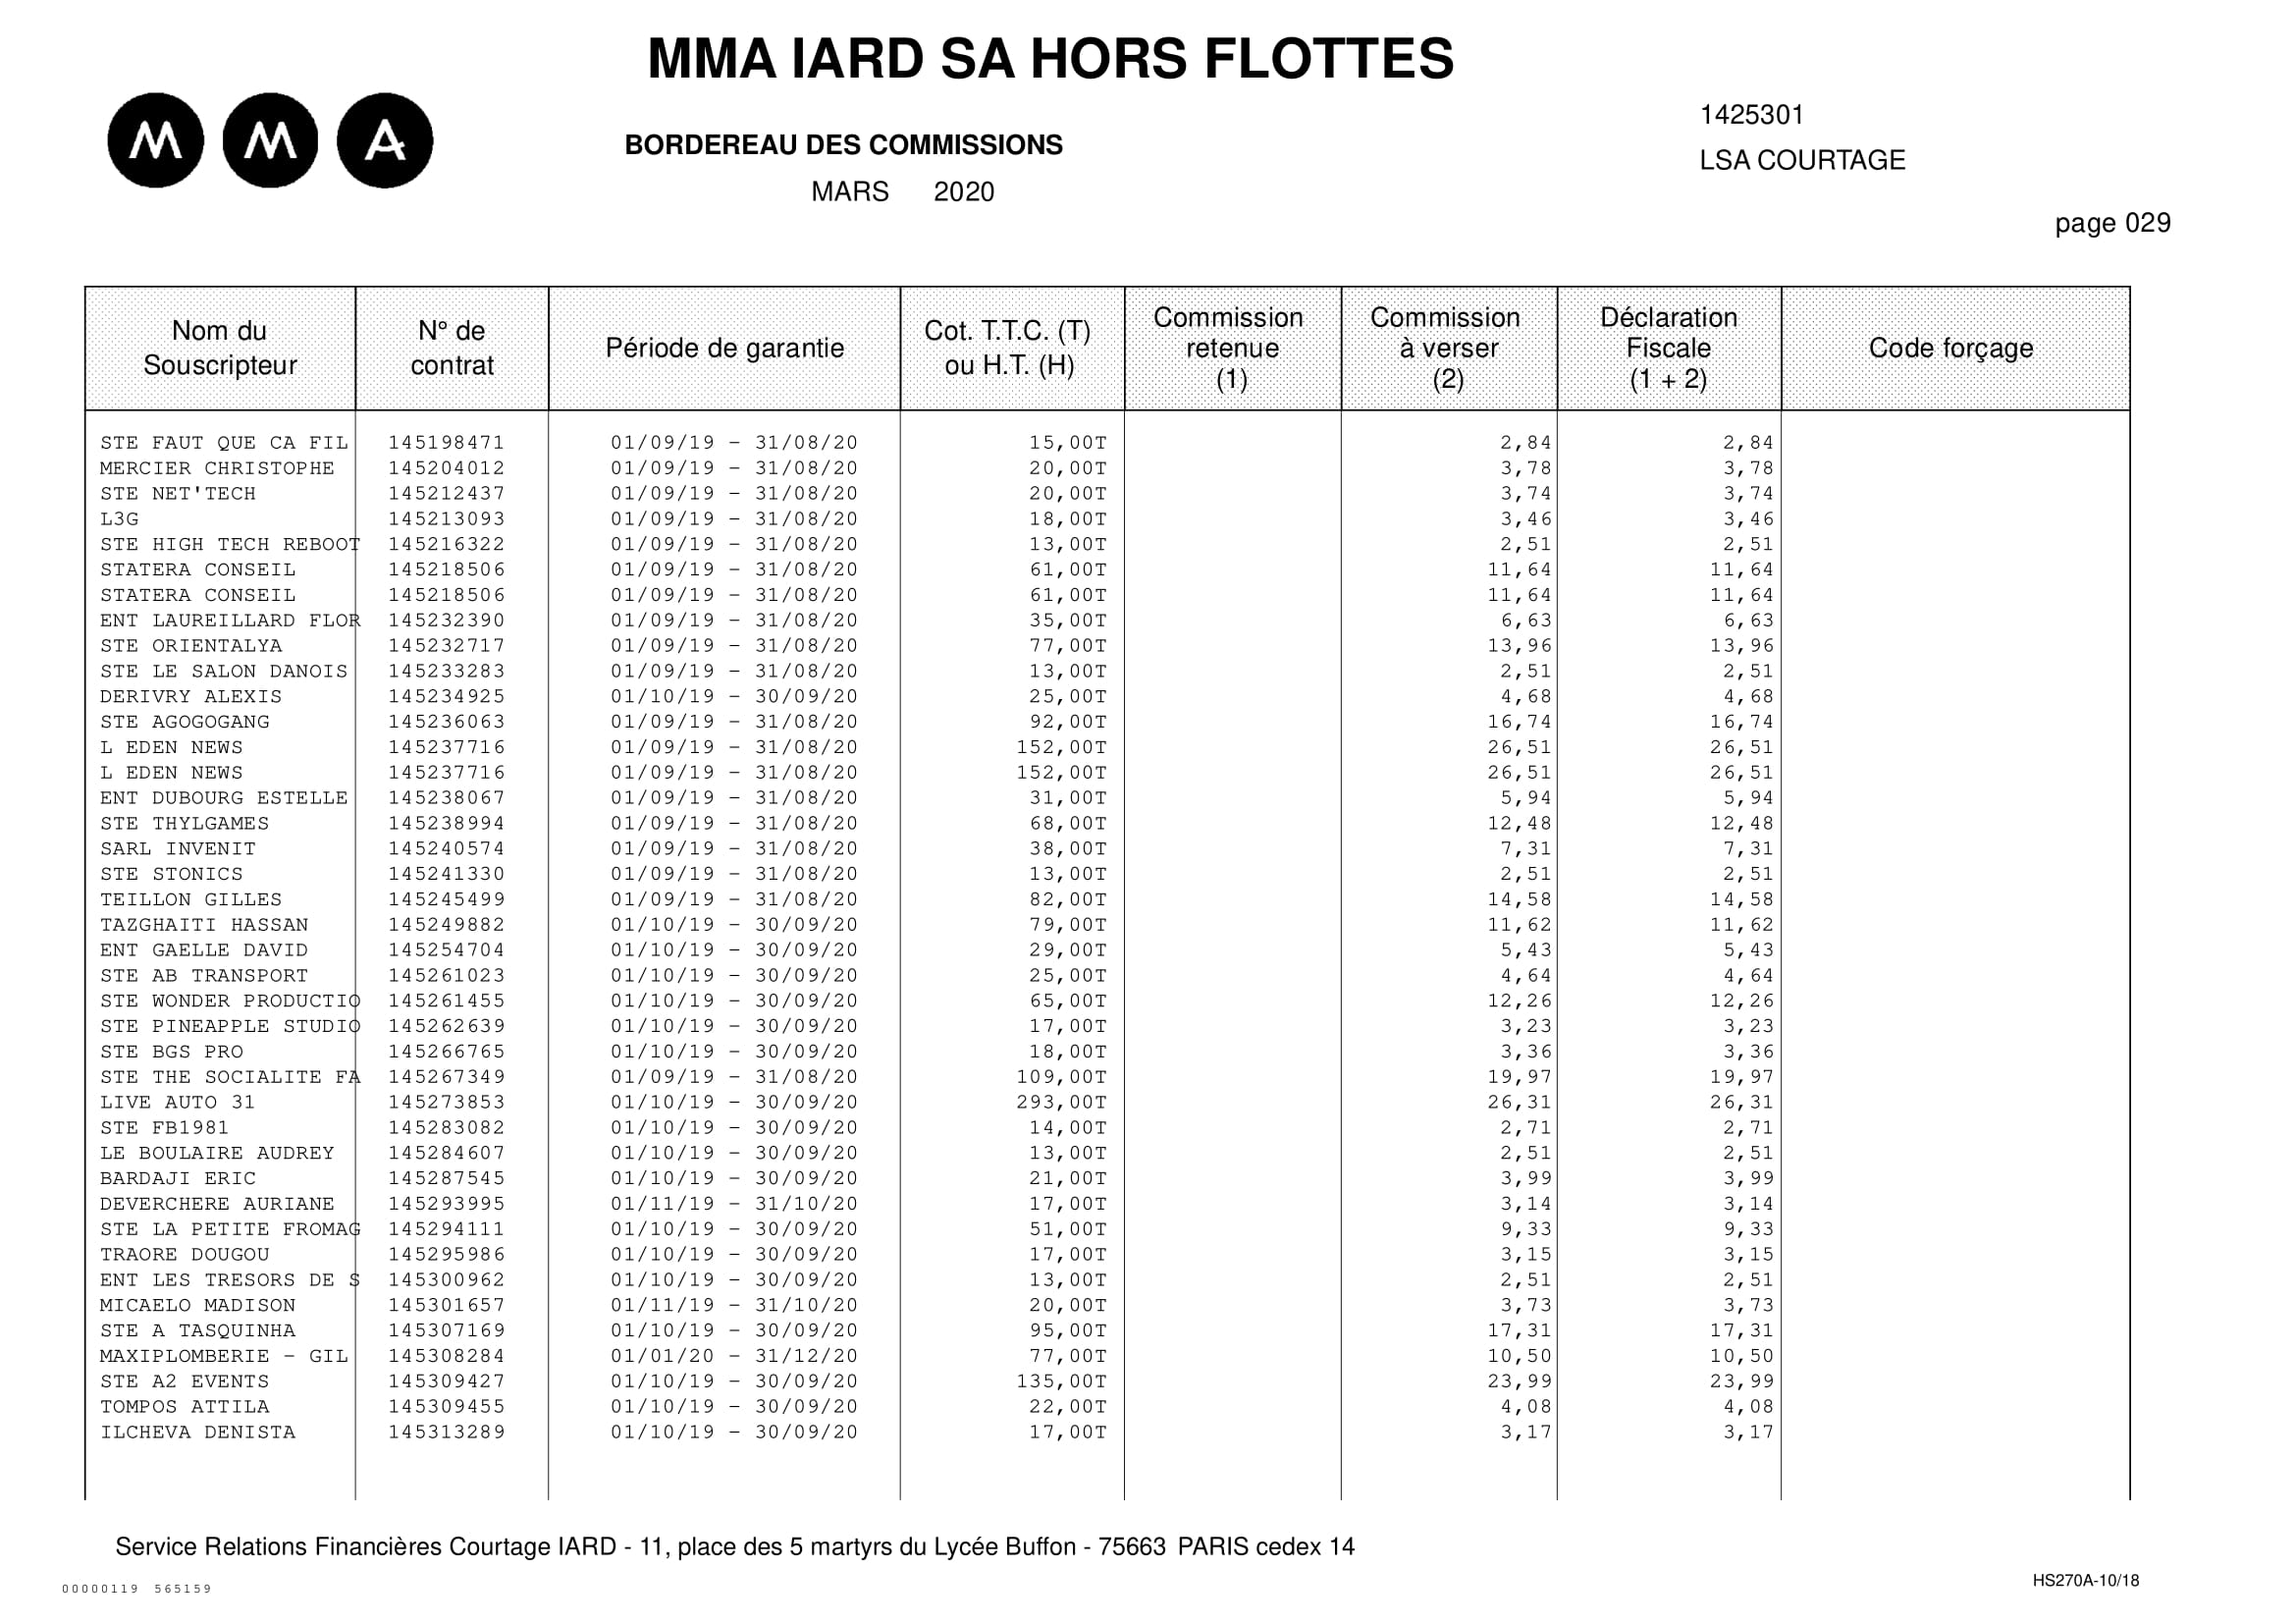 MMA IARD SA HORS FLOTTES
M M A
BORDEREAU DES COMMISSIONS
MARS 2020
1425301
LSA COURTAGE
page 029
Nom du Souscripteur N° de contrat Période de garantie Cot. T.T.C. (T) ou H.T. (H) Commission retenue (1) Commission à verser (2) Déclaration Fiscale (1 + 2) Code forçage
STE FAUT QUE CA FIL 145198471 01/09/19 - 31/08/20 15,00T 2,84 2,84
MERCIER CHRISTOPHE 145204012 01/09/19 - 31/08/20 20,00T 3,78 3,78
STE NET'TECH 145212437 01/09/19 - 31/08/20 20,00T 3,74 3,74
L3G 145213093 01/09/19 - 31/08/20 18,00T 3,46 3,46
STE HIGH TECH REBOOT 145216322 01/09/19 - 31/08/20 13,00T 2,51 2,51
STATERA CONSEIL 145218506 01/09/19 - 31/08/20 61,00T 11,64 11,64
STATERA CONSEIL 145218506 01/09/19 - 31/08/20 61,00T 11,64 11,64
ENT LAUREILLARD FLOR 145232390 01/09/19 - 31/08/20 35,00T 6,63 6,63
STE ORIENTALYA 145232717 01/09/19 - 31/08/20 77,00T 13,96 13,96
STE LE SALON DANOIS 145233283 01/09/19 - 31/08/20 13,00T 2,51 2,51
DERIVRY ALEXIS 145234925 01/10/19 - 30/09/20 25,00T 4,68 4,68
STE AGOGOGANG 145236063 01/09/19 - 31/08/20 92,00T 16,74 16,74
L EDEN NEWS 145237716 01/09/19 - 31/08/20 152,00T 26,51 26,51
L EDEN NEWS 145237716 01/09/19 - 31/08/20 152,00T 26,51 26,51
ENT DUBOURG ESTELLE 145238067 01/09/19 - 31/08/20 31,00T 5,94 5,94
STE THYLGAMES 145238994 01/09/19 - 31/08/20 68,00T 12,48 12,48
SARL INVENIT 145240574 01/09/19 - 31/08/20 38,00T 7,31 7,31
STE STONICS 145241330 01/09/19 - 31/08/20 13,00T 2,51 2,51
TEILLON GILLES 145245499 01/09/19 - 31/08/20 82,00T 14,58 14,58
TAZGHAITI HASSAN 145249882 01/10/19 - 30/09/20 79,00T 11,62 11,62
ENT GAELLE DAVID 145254704 01/10/19 - 30/09/20 29,00T 5,43 5,43
STE AB TRANSPORT 145261023 01/10/19 - 30/09/20 25,00T 4,64 4,64
STE WONDER PRODUCTIO 145261455 01/10/19 - 30/09/20 65,00T 12,26 12,26
STE PINEAPPLE STUDIO 145262639 01/10/19 - 30/09/20 17,00T 3,23 3,23
STE BGS PRO 145266765 01/10/19 - 30/09/20 18,00T 3,36 3,36
STE THE SOCIALITE FA 145267349 01/09/19 - 31/08/20 109,00T 19,97 19,97
LIVE AUTO 31 145273853 01/10/19 - 30/09/20 293,00T 26,31 26,31
STE FB1981 145283082 01/10/19 - 30/09/20 14,00T 2,71 2,71
LE BOULAIRE AUDREY 145284607 01/10/19 - 30/09/20 13,00T 2,51 2,51
BARDAJI ERIC 145287545 01/10/19 - 30/09/20 21,00T 3,99 3,99
DEVERCHERE AURIANE 145293995 01/11/19 - 31/10/20 17,00T 3,14 3,14
STE LA PETITE FROMAG 145294111 01/10/19 - 30/09/20 51,00T 9,33 9,33
TRAORE DOUGOU 145295986 01/10/19 - 30/09/20 17,00T 3,15 3,15
ENT LES TRESORS DE S 145300962 01/10/19 - 30/09/20 13,00T 2,51 2,51
MICAELO MADISON 145301657 01/11/19 - 31/10/20 20,00T 3,73 3,73
STE A TASQUINHA 145307169 01/10/19 - 30/09/20 95,00T 17,31 17,31
MAXIPLOMBERIE - GIL 145308284 01/01/20 - 31/12/20 77,00T 10,50 10,50
STE A2 EVENTS 145309427 01/10/19 - 30/09/20 135,00T 23,99 23,99
TOMPOS ATTILA 145309455 01/10/19 - 30/09/20 22,00T 4,08 4,08
ILCHEVA DENISTA 145313289 01/10/19 - 30/09/20 17,00T 3,17 3,17
Service Relations Financières Courtage IARD - 11, place des 5 martyrs du Lycée Buffon - 75663 PARIS cedex 14
00000119 565159
HS270A-10/18